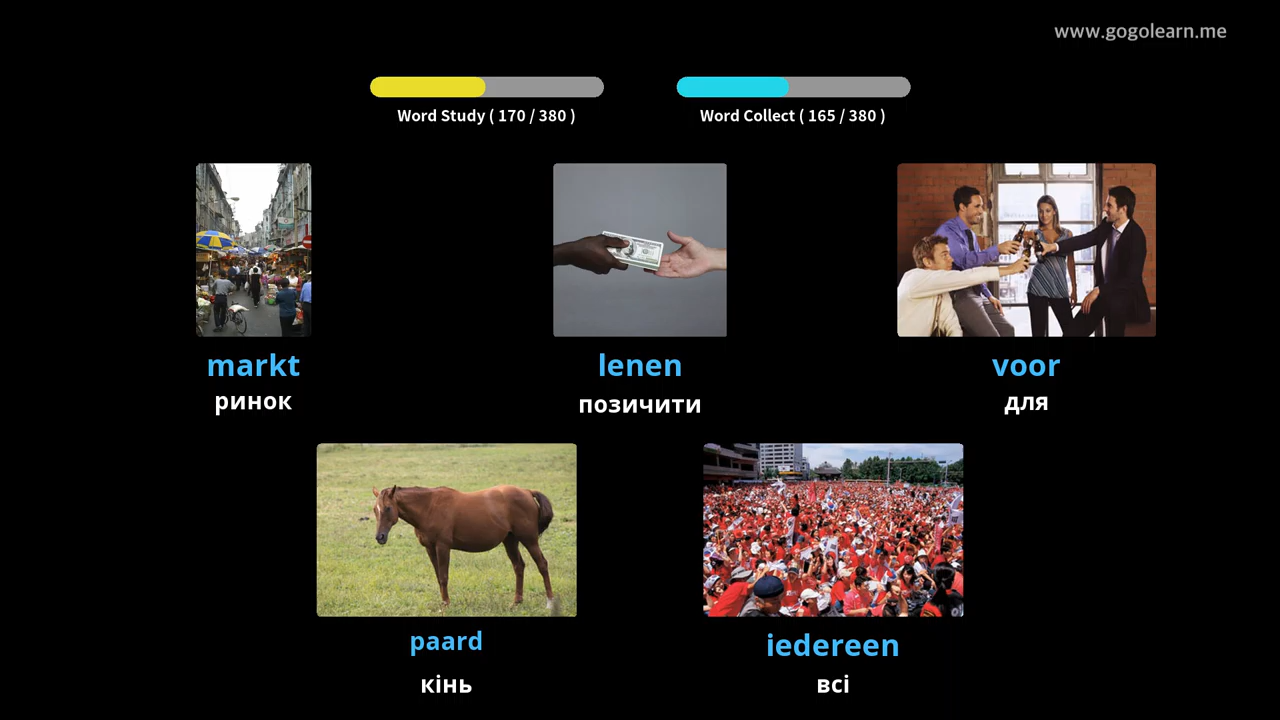 www.gogolearn.me
Word Study ( 170 / 380 )
Word Collect ( 165 / 380 )
markt
ринок
lenen
позичити
voor
для
paard
кінь
iedereen
всі